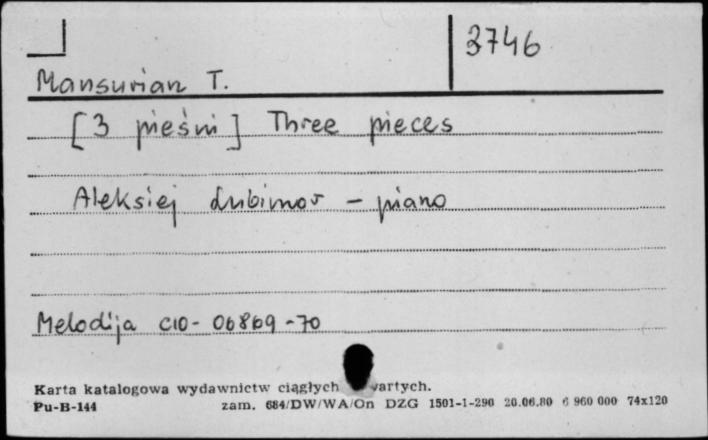 3746
Mansurian T.
[3 pieśni] Three pieces
Aleksiej Lubimov - piano
Melodija C10- 06869-70
Karta katalogowa wydawnictw ciągłych wartych.
Pu-B-144 zam. 684/DW/WA/On DZG 1501-1-290 20.06.80 6 960 000 74x120